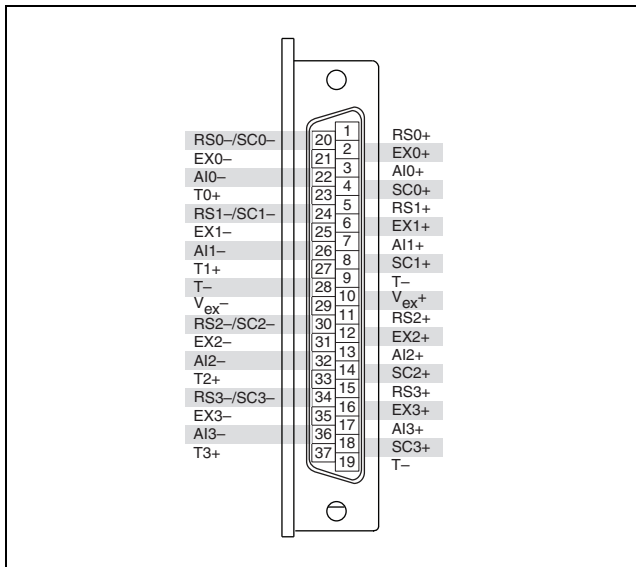 RS0–/SC0– 20
EX0– 21
AI0– 22
T0+ 23
RS1–/SC1– 24
EX1– 25
AI1– 26
T1+ 27
T– 28
Vex– 29
RS2–/SC2– 30
EX2– 31
AI2– 32
T2+ 33
RS3–/SC3– 34
EX3– 35
AI3– 36
T3+ 37
1 RS0+
2 EX0+
3 AI0+
4 SC0+
5 RS1+
6 EX1+
7 AI1+
8 SC1+
9 T–
10 Vex+
11 RS2+
12 EX2+
13 AI2+
14 SC2+
15 RS3+
16 EX3+
17 AI3+
18 SC3+
19 T–